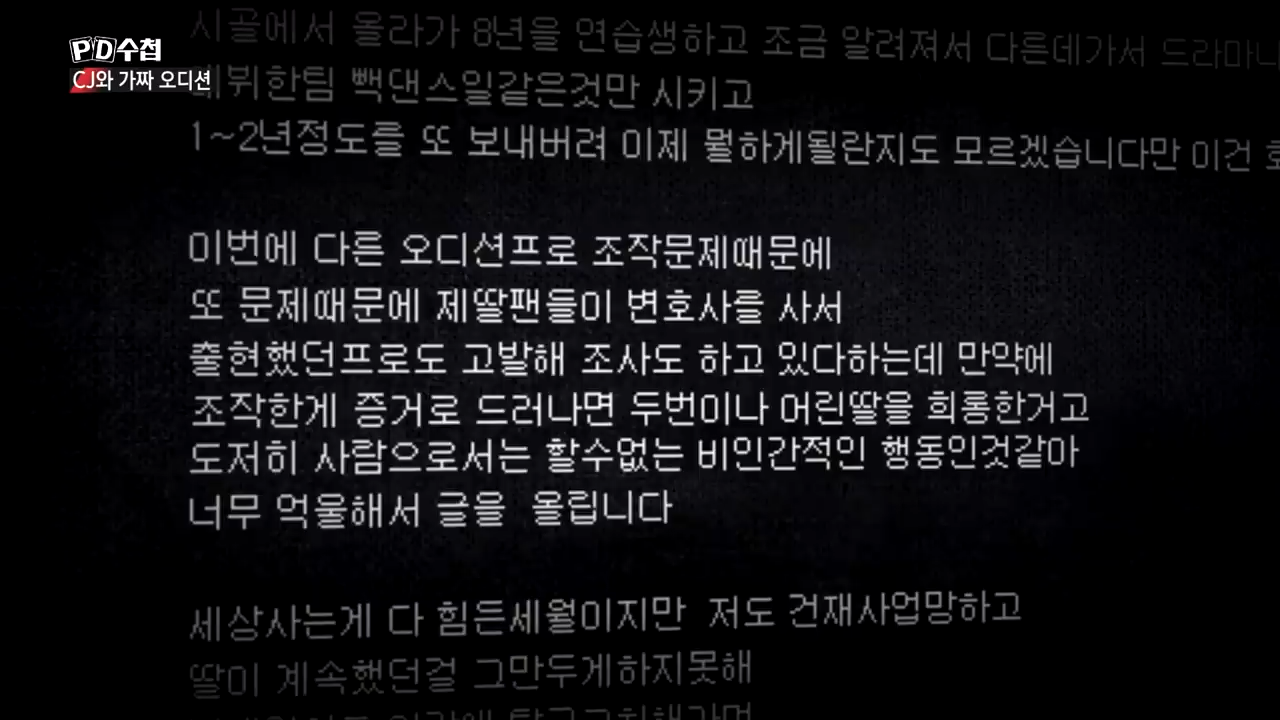 PD수첩
CJ와 가짜 오디션
시골에서 올라가 8년을 연습생하고 조금 알려져서 다른데가서 드라마나
데뷔한팀 빽댄스일같은것만 시키고
1~2년정도를 또 보내버려 이제 뭘하게될란지도 모르겠습니다만 이건
이번에 다른 오디션프로 조작문제때문에
또 문제때문에 제딸팬들이 변호사를 사서
출현했던프로도 고발해 조사도 하고 있다하는데 만약에
조작한게 증거로 드러나면 두번이나 어린딸을 희롱한거고
도저히 사람으로서는 할수없는 비인간적인 행동인것같아
너무 억울해서 글을 올립니다
세상사는게 다 힘든세월이지만 저도 건재사업망하고
딸이 계속했던걸 그만두게하지못해